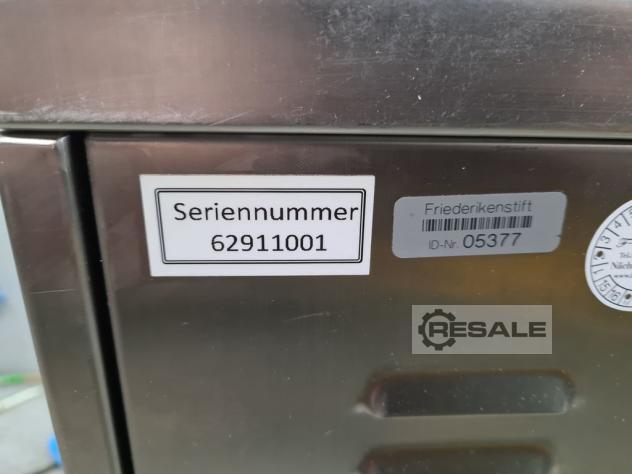 Seriennummer
62911001
Friederikenstift
ID-Nr. 05377
RESALE